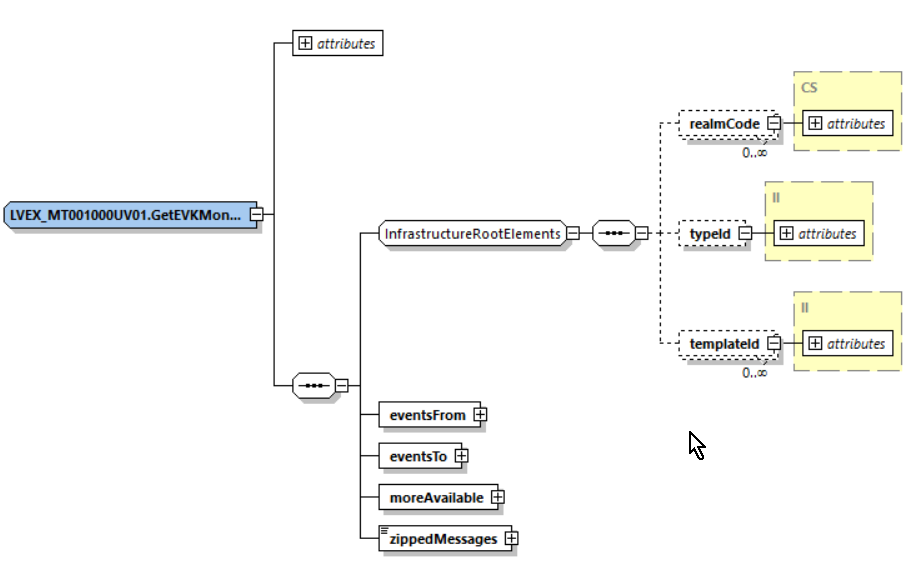 attributes
CS
realmCode
attributes
0..∞
LVEX_MT001000UV01.GetEVKMon...
II
InfrastructureRootElements
typeId
attributes
II
templateId
attributes
0..∞
eventsFrom
eventsTo
moreAvailable
zippedMessages